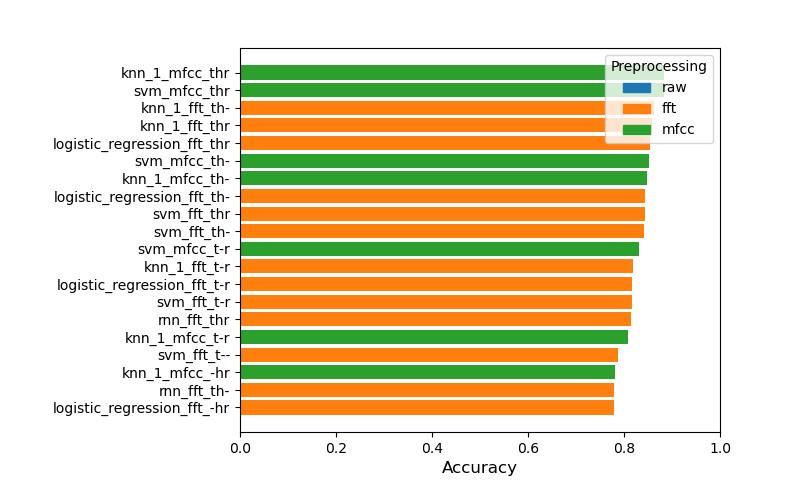 knn_1_mfcc_thr
svm_mfcc_thr
knn_1_fft_th-
knn_1_fft_thr
logistic_regression_fft_thr
svm_mfcc_th-
knn_1_mfcc_th-
logistic_regression_fft_th-
svm_fft_thr
svm_fft_th-
svm_mfcc_t-r
knn_1_fft_t-r
logistic_regression_fft_t-r
svm_fft_t-r
rnn_fft_thr
knn_1_mfcc_t-r
svm_fft_t--
knn_1_mfcc_-hr
rnn_fft_th-
logistic_regression_fft_-hr
Preprocessing
raw
fft
mfcc
0.0 0.2 0.4 0.6 0.8 1.0
Accuracy